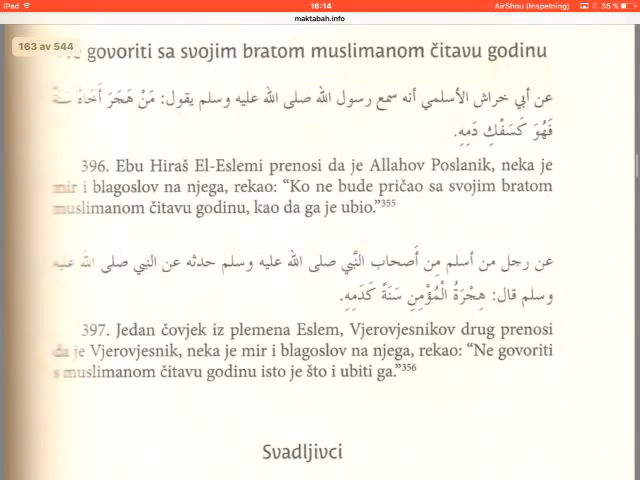 iPad
16:14
AirShou (Inspelning)
35 %
maktabah.info
163 av 544
govoriti sa svojim bratom muslimanom čitavu godinu
عن أبي خراش الأسلمي أنه سمع رسول الله صلى الله عليه وسلم يقول: مَنْ هَجَرَ أَخَاهُ
فَهُوَ كَسَفْكِ دَمِهِ.
396. Ebu Hiraš El-Eslemi prenosi da je Allahov Poslanik, neka je
mir i blagoslov na njega, rekao: “Ko ne bude pričao sa svojim bratom
muslimanom čitavu godinu, kao da ga je ubio.”355
عن رجل من أسلم مِن أَصحاب النَّبي صلى الله عليه وسلم حدثه عن النبي صلى الله عليه
وسلم قال: هِجْرَةُ الْمُؤْمِنِ سَنَةً كَدَمِهِ.
397. Jedan čovjek iz plemena Eslem, Vjerovjesnikov drug prenosi
da je Vjerovjesnik, neka je mir i blagoslov na njega, rekao: “Ne govoriti
s muslimanom čitavu godinu isto je što i ubiti ga.”356
Svadljivci